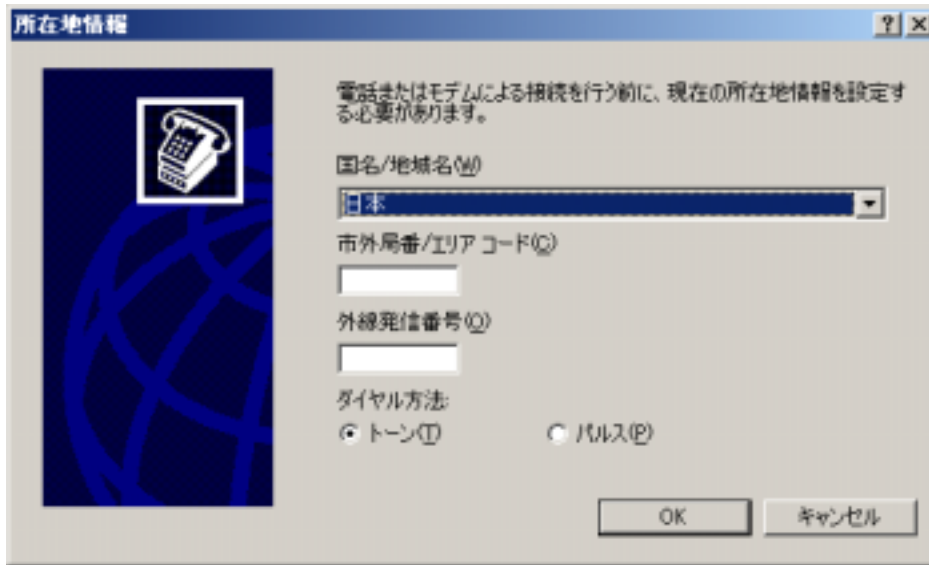 所在地情報
電話またはモデムによる接続を行う前に、現在の所在地情報を設定す
る必要があります。
国名/地域名(W)
日本
市外局番/エリア コード(C)
外線発信番号(O)
ダイヤル方法:
トーン(T) パルス(P)
OK キャンセル